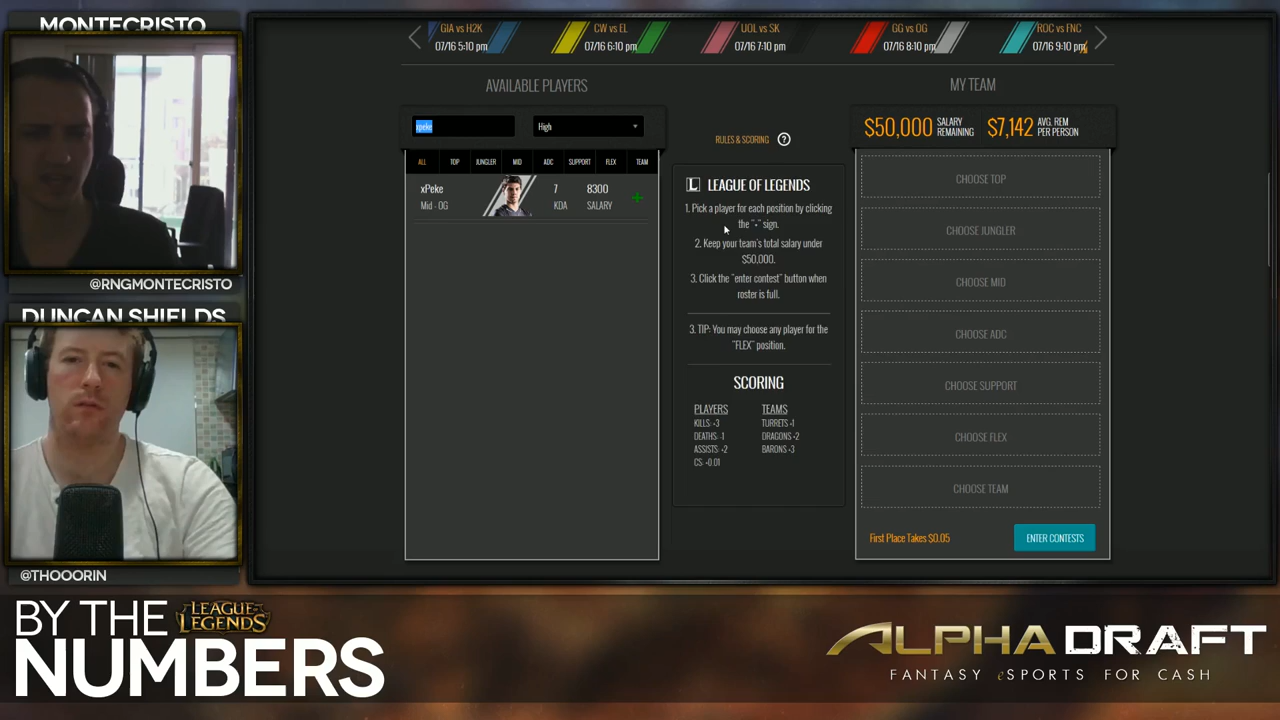 MONTECRISTO
@RNGMONTECRISTO
DUNCAN SHIELDS
@THOOORIN
GIA vs H2K
07/16 5:10 pm
CW vs EL
07/16 6:10 pm
UOL vs SK
07/16 7:10 pm
GG vs OG
07/16 8:10 pm
ROC vs FNC
07/16 9:10 pm
AVAILABLE PLAYERS
xpeke
High
ALL TOP JUNGLER MID ADC SUPPORT FLEX TEAM
xPeke
Mid - OG
7
KDA
8300
SALARY
RULES & SCORING ?
L LEAGUE OF LEGENDS
1. Pick a player for each position by clicking
the "+" sign.
2. Keep your team's total salary under
$50,000.
3. Click the "enter contest" button when
roster is full.
3. TIP: You may choose any player for the
"FLEX" position.
SCORING
PLAYERS
KILLS: +3
DEATHS: -1
ASSISTS: +2
CS: +0.01
TEAMS
TURRETS +1
DRAGONS +2
BARONS: +3
MY TEAM
$50,000 SALARY
REMAINING
$7,142 AVG. REM
PER PERSON
CHOOSE TOP
CHOOSE JUNGLER
CHOOSE MID
CHOOSE ADC
CHOOSE SUPPORT
CHOOSE FLEX
CHOOSE TEAM
First Place Takes $0.05
ENTER CONTESTS
BY THE
LEAGUE OF
LEGENDS
NUMBERS
ALPHADRAFT
FANTASY eSPORTS FOR CASH